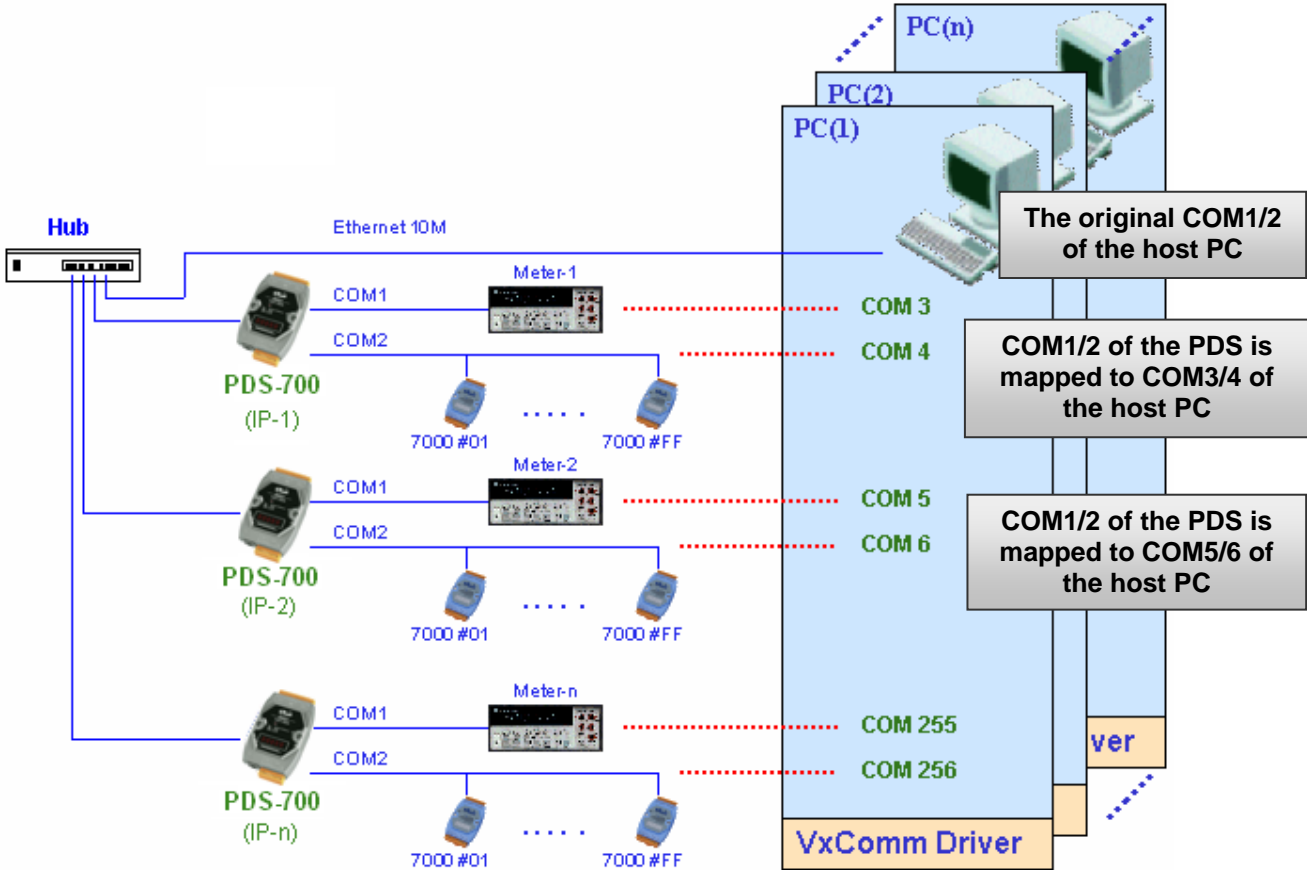 PC(n)
PC(2)
PC(1)
The original COM1/2
of the host PC
Hub
Ethernet 10M
COM1
Meter-1
COM 3
COM2
COM 4
COM1/2 of the PDS is
mapped to COM3/4 of
the host PC
PDS-700
(IP-1)
7000 #01
.....
7000 #FF
COM1
Meter-2
COM 5
COM2
COM 6
COM1/2 of the PDS is
mapped to COM5/6 of
the host PC
PDS-700
(IP-2)
7000 #01
.....
7000 #FF
COM1
Meter-n
COM 255
COM2
COM 256
ver
PDS-700
(IP-n)
7000 #01
.....
7000 #FF
VxComm Driver